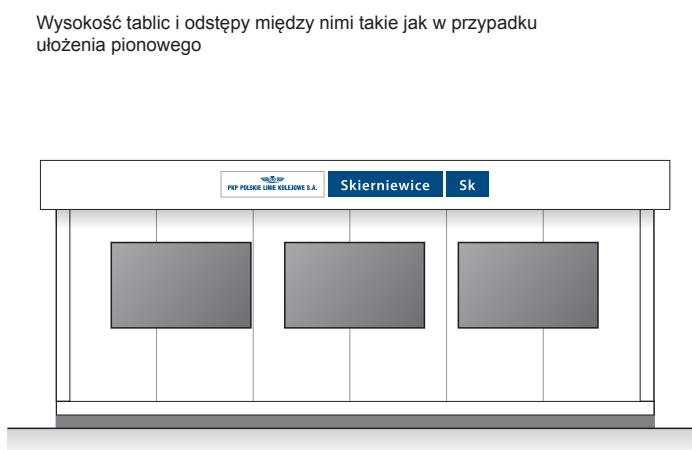 Wysokość tablic i odstępy między nimi takie jak w przypadku
ułożenia pionowego
PKP POLSKIE LINIE KOLEJOWE S.A. Skierniewice Sk